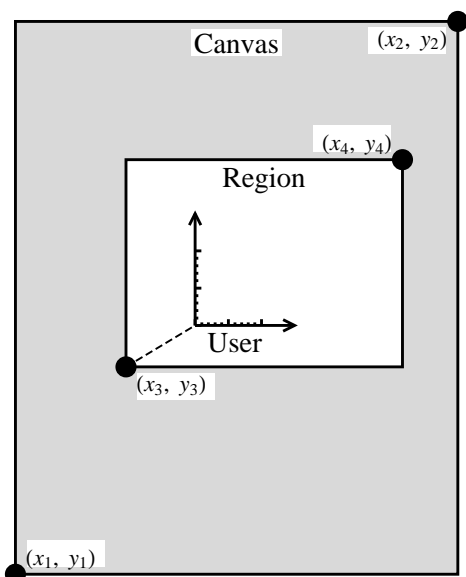 Canvas
(x₂, y₂)
(x₄, y₄)
Region
User
(x₃, y₃)
(x₁, y₁)